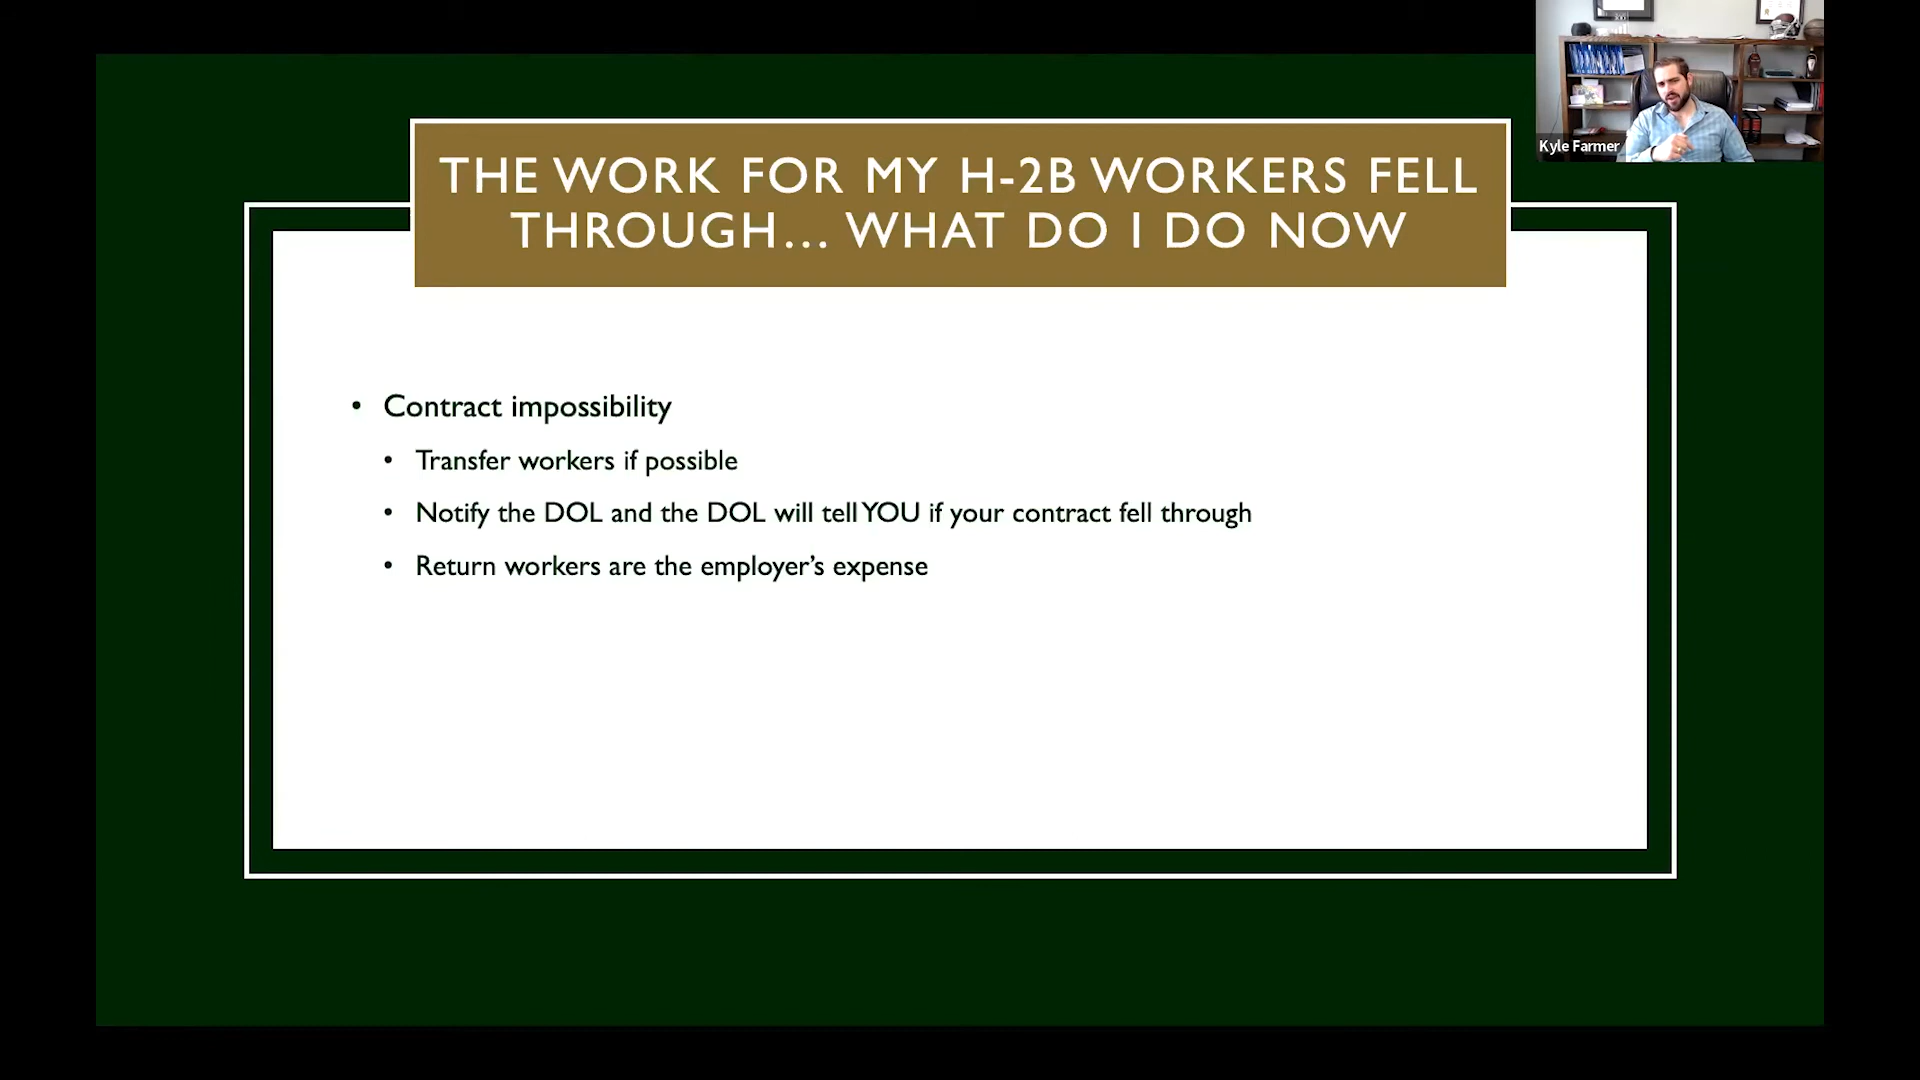 THE WORK FOR MY H-2B WORKERS FELL
THROUGH... WHAT DO I DO NOW
Kyle Farmer
• Contract impossibility
• Transfer workers if possible
• Notify the DOL and the DOL will tell YOU if your contract fell through
• Return workers are the employer's expense